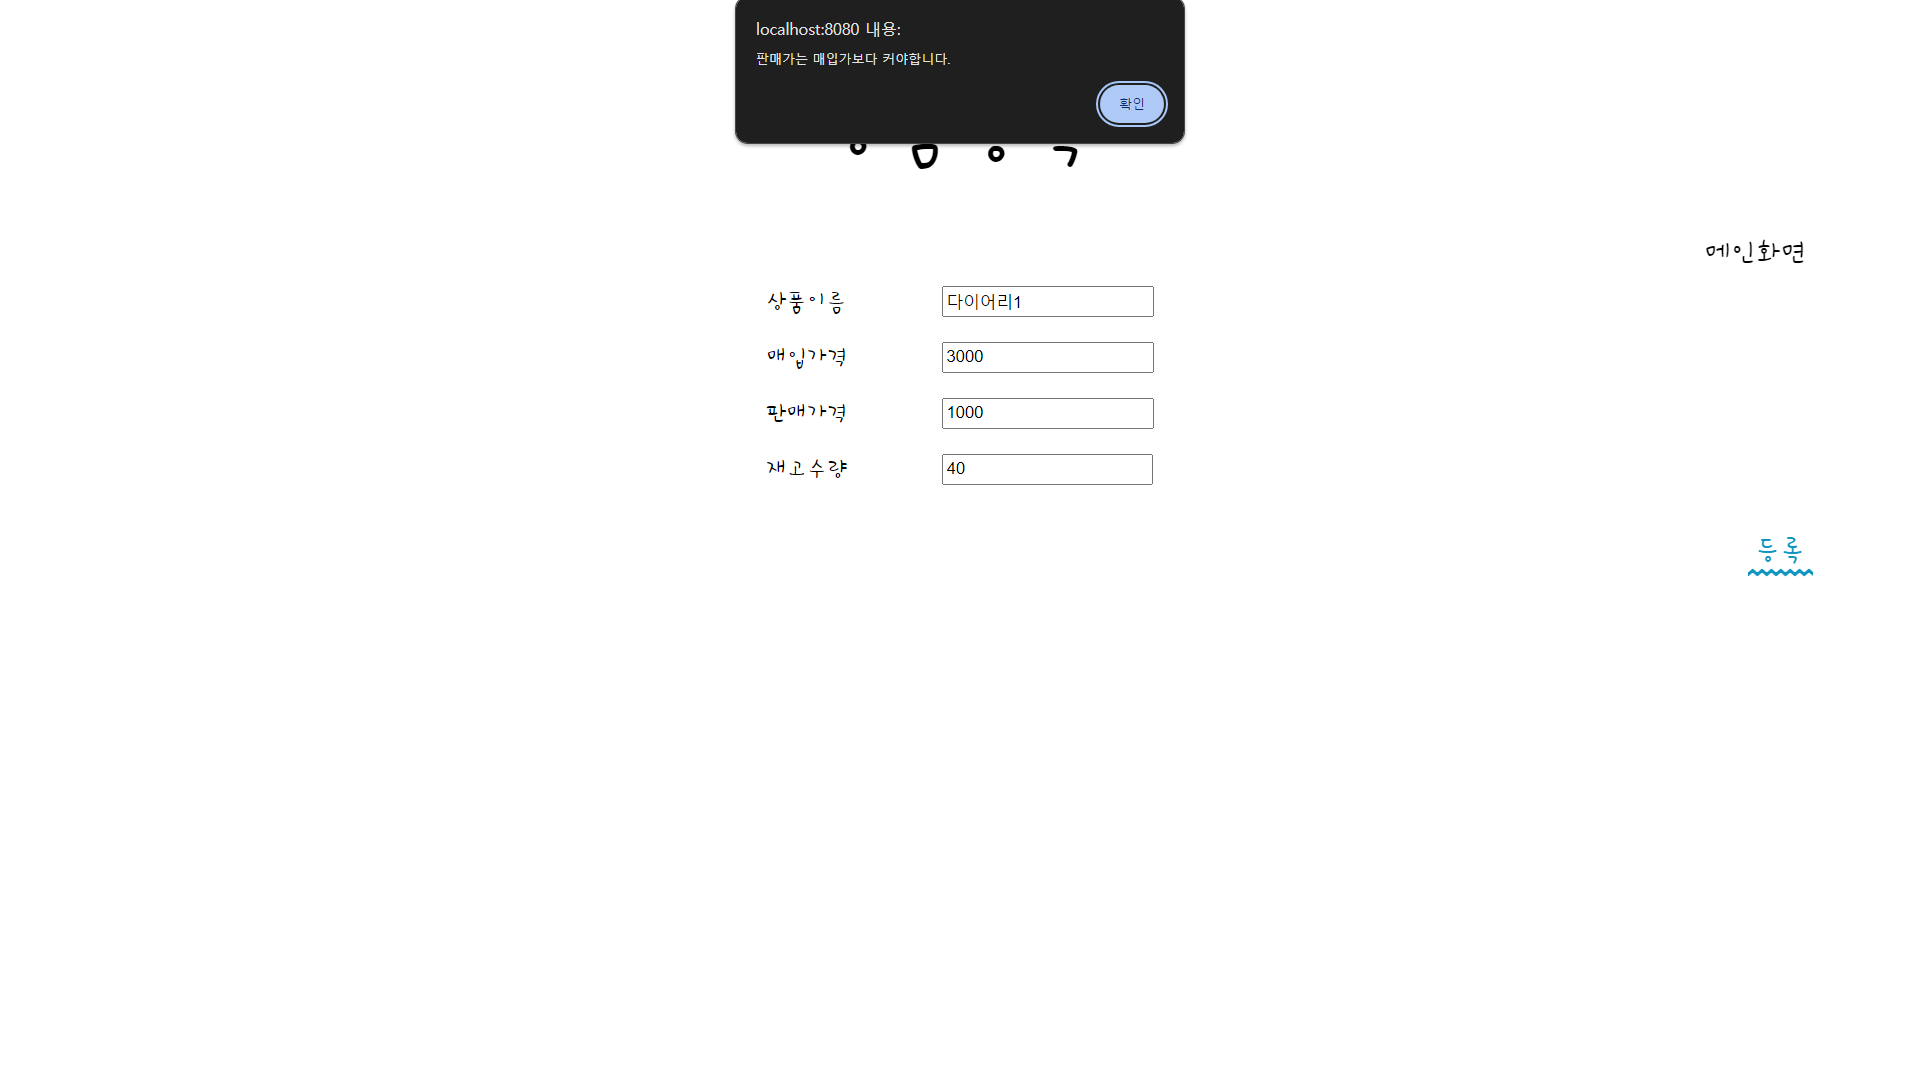 localhost:8080 내용:
판매가는 매입가보다 커야합니다.
확인
메인화면
상품이름 다이어리1
매입가격 3000
판매가격 1000
재고수량 40
등록